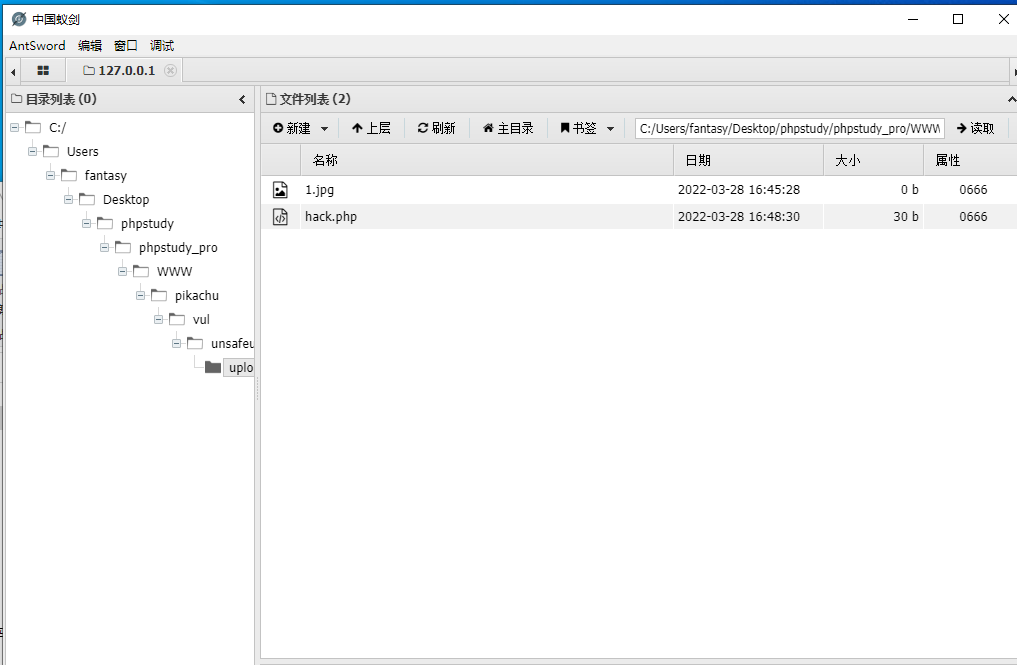 中国蚁剑
AntSword 编辑 窗口 调试
127.0.0.1
目录列表 (0)
C:/
Users
fantasy
Desktop
phpstudy
phpstudy_pro
WWW
pikachu
vul
unsafeu
uplo
文件列表 (2)
新建 上层 刷新 主目录 书签 C:/Users/fantasy/Desktop/phpstudy/phpstudy_pro/WWW 读取
名称 日期 大小 属性
1.jpg 2022-03-28 16:45:28 0 b 0666
hack.php 2022-03-28 16:48:30 30 b 0666